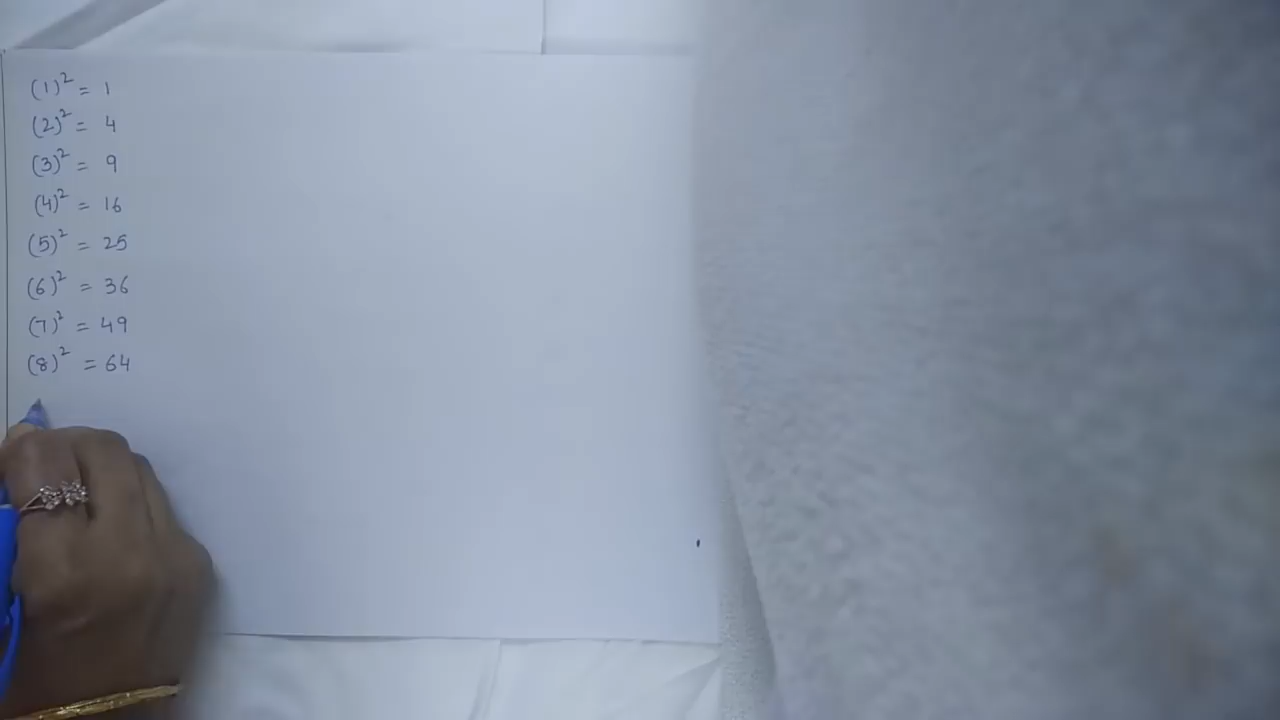 (1)² = 1
(2)² = 4
(3)² = 9
(4)² = 16
(5)² = 25
(6)² = 36
(7)² = 49
(8)² = 64